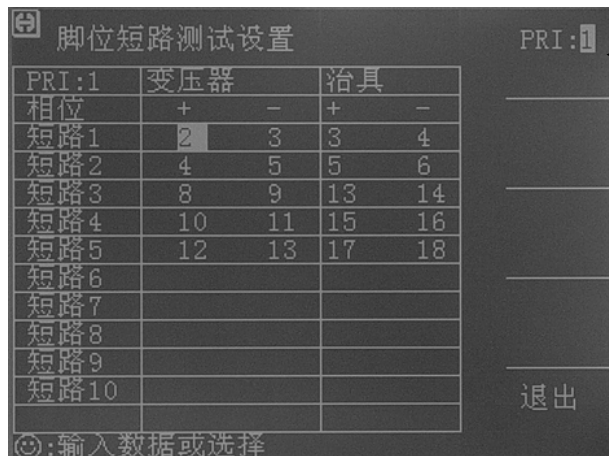 脚位短路测试设置 PRI:1
PRI:1 变压器 治具
相位 + - + -
短路1 2 3 3 4
短路2 4 5 5 6
短路3 8 9 13 14
短路4 10 11 15 16
短路5 12 13 17 18
短路6
短路7
短路8
短路9
短路10
退出
:输入数据或选择